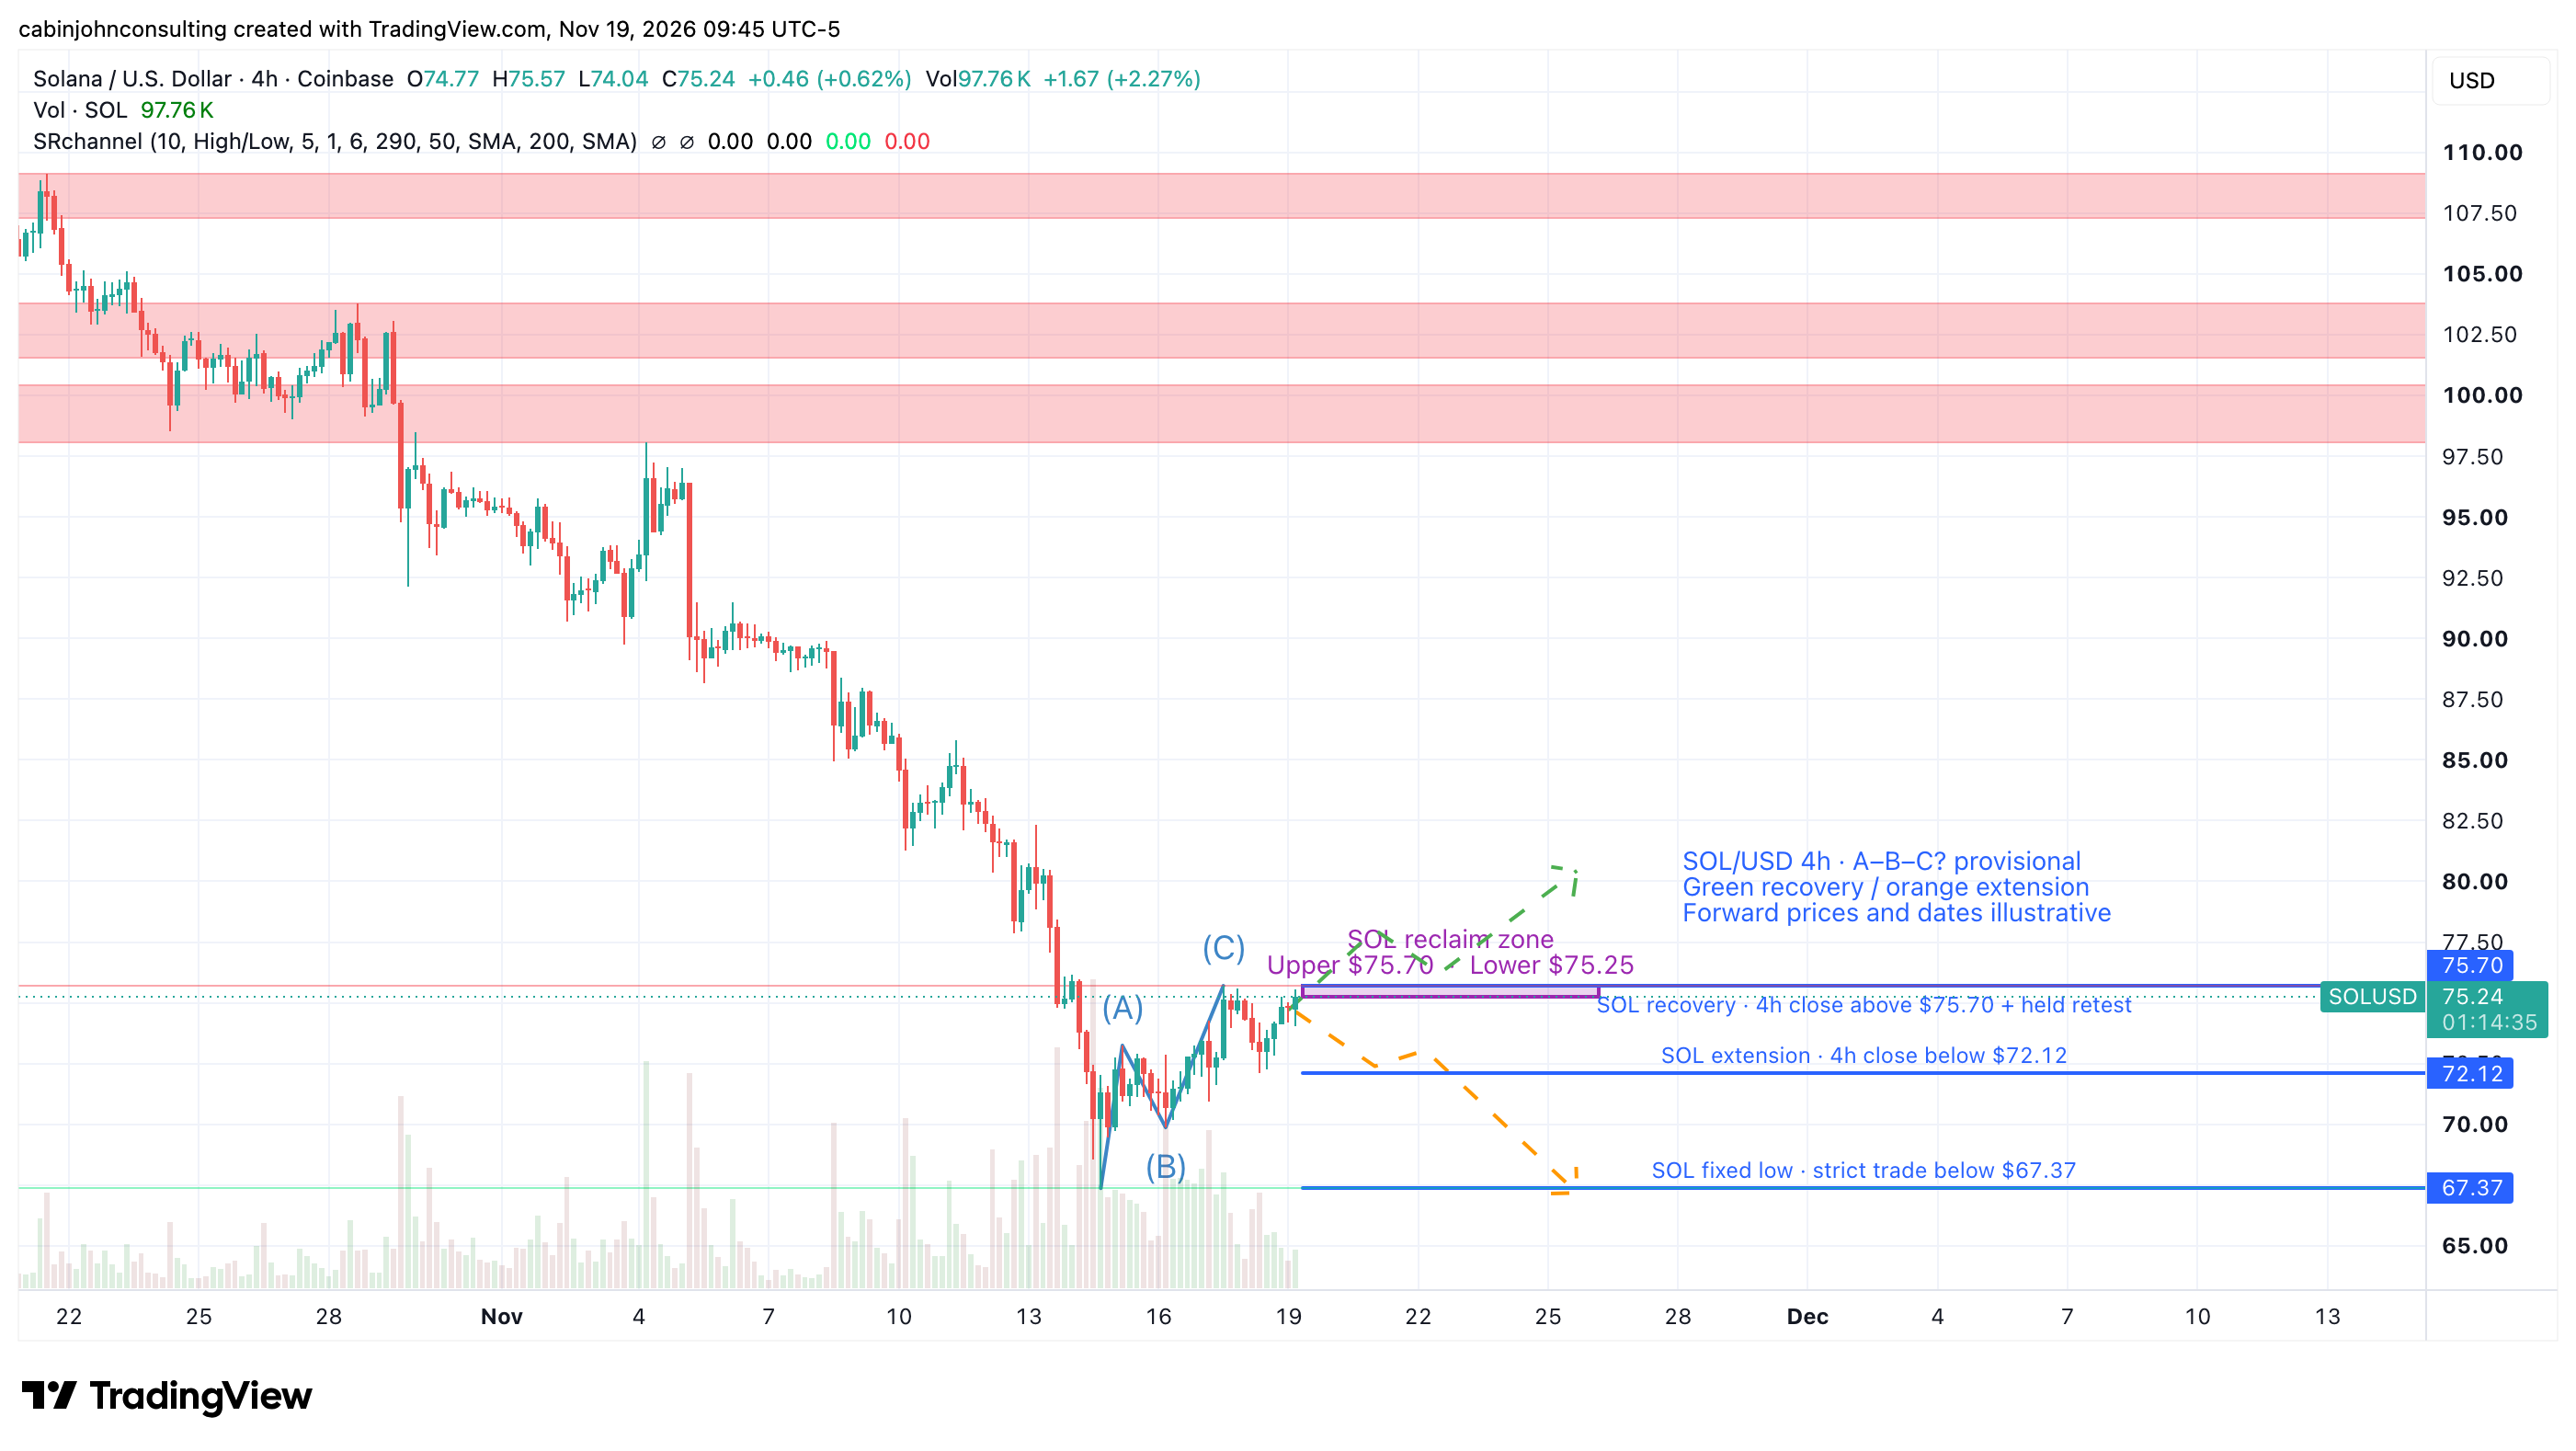 cabinjohnconsulting created with TradingView.com, Nov 19, 2026 09:45 UTC-5
Solana / U.S. Dollar · 4h · Coinbase O74.77 H75.57 L74.04 C75.24 +0.46 (+0.62%) Vol97.76 K +1.67 (+2.27%)
Vol · SOL 97.76 K
SRchannel (10, High/Low, 5, 1, 6, 290, 50, SMA, 200, SMA) ∅ ∅ 0.00 0.00 0.00 0.00
USD
110.00
107.50
105.00
102.50
100.00
97.50
95.00
92.50
90.00
87.50
85.00
82.50
80.00
77.50
75.70
SOLUSD 75.24
01:14:35
72.12
70.00
67.37
65.00
SOL/USD 4h · A–B–C? provisional
Green recovery / orange extension
Forward prices and dates illustrative
(C)
SOL reclaim zone
Upper $75.70 · Lower $75.25
(A)
SOL recovery · 4h close above $75.70 + held retest
SOL extension · 4h close below $72.12
(B)
SOL fixed low · strict trade below $67.37
22 25 28 Nov 4 7 10 13 16 19 22 25 28 Dec 4 7 10 13
TradingView